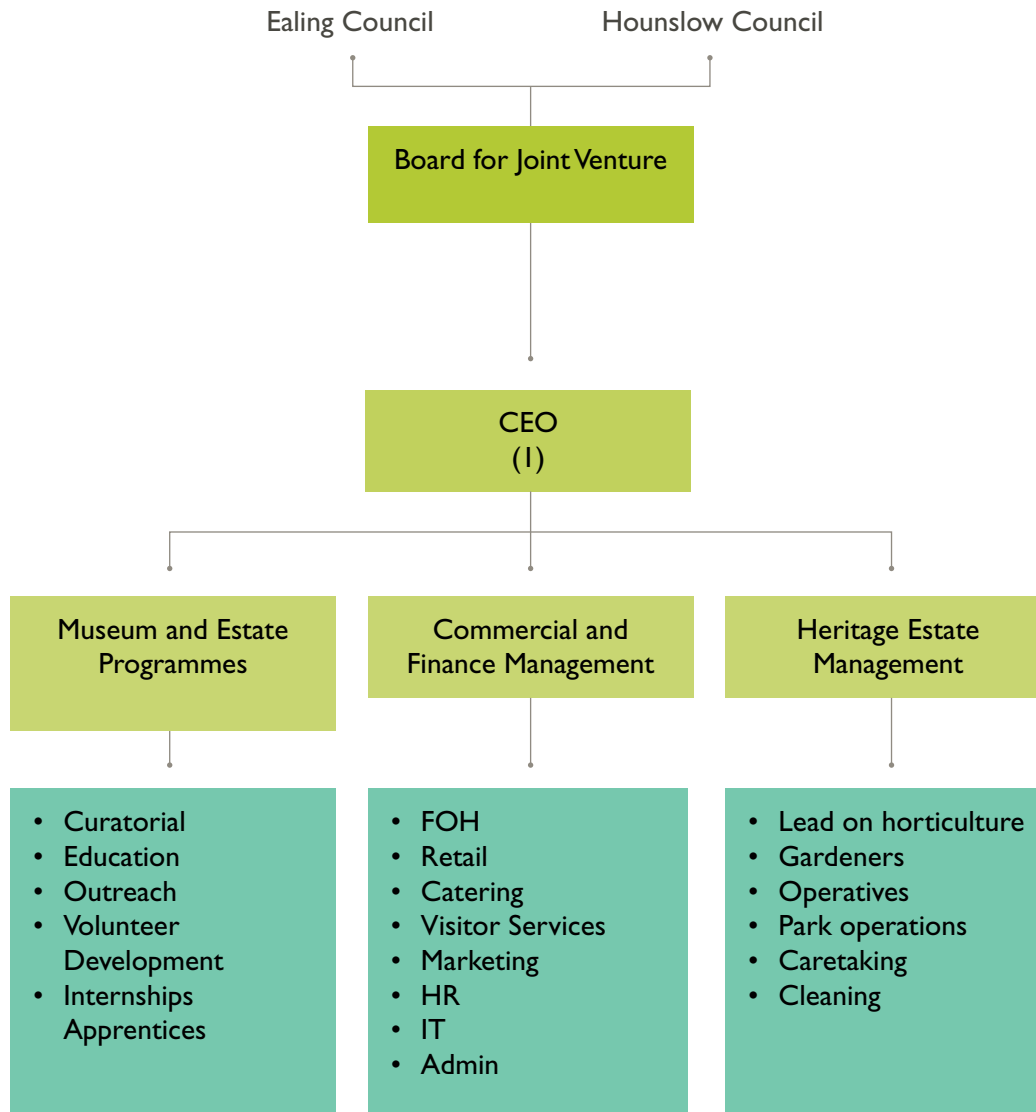 Ealing Council
Hounslow Council
Board for Joint Venture
CEO
(1)
Museum and Estate
Programmes
Commercial and
Finance Management
Heritage Estate
Management
• Curatorial
• Education
• Outreach
• Volunteer
Development
• Internships
Apprentices
• FOH
• Retail
• Catering
• Visitor Services
• Marketing
• HR
• IT
• Admin
• Lead on horticulture
• Gardeners
• Operatives
• Park operations
• Caretaking
• Cleaning